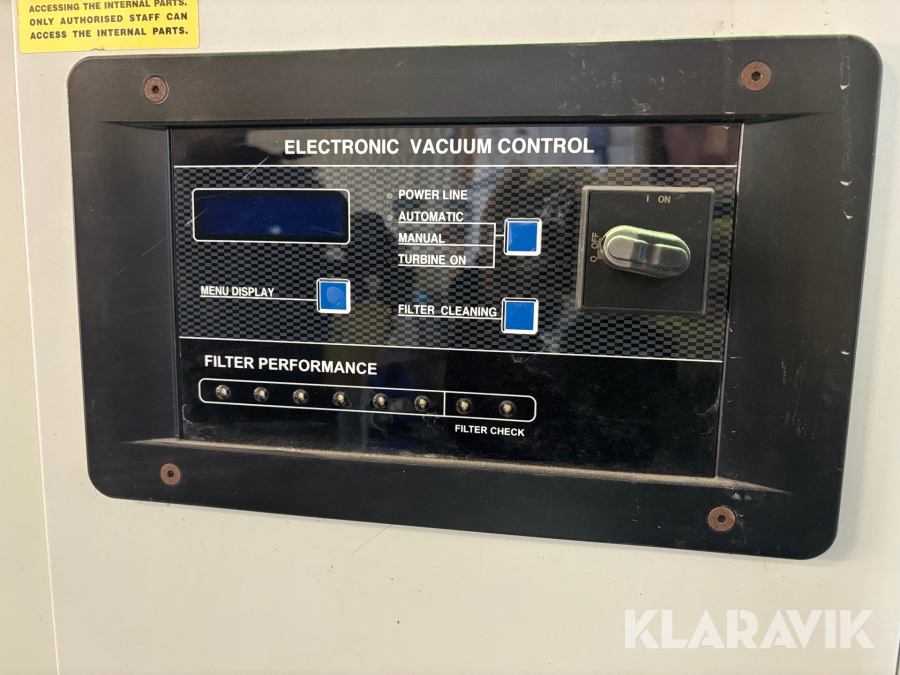 ACCESSING THE INTERNAL PARTS.
ONLY AUTHORISED STAFF CAN
ACCESS THE INTERNAL PARTS.
ELECTRONIC VACUUM CONTROL
POWER LINE
AUTOMATIC
MANUAL
TURBINE ON
I ON
O OFF
MENU DISPLAY
FILTER CLEANING
FILTER PERFORMANCE
FILTER CHECK
KLARAVIK